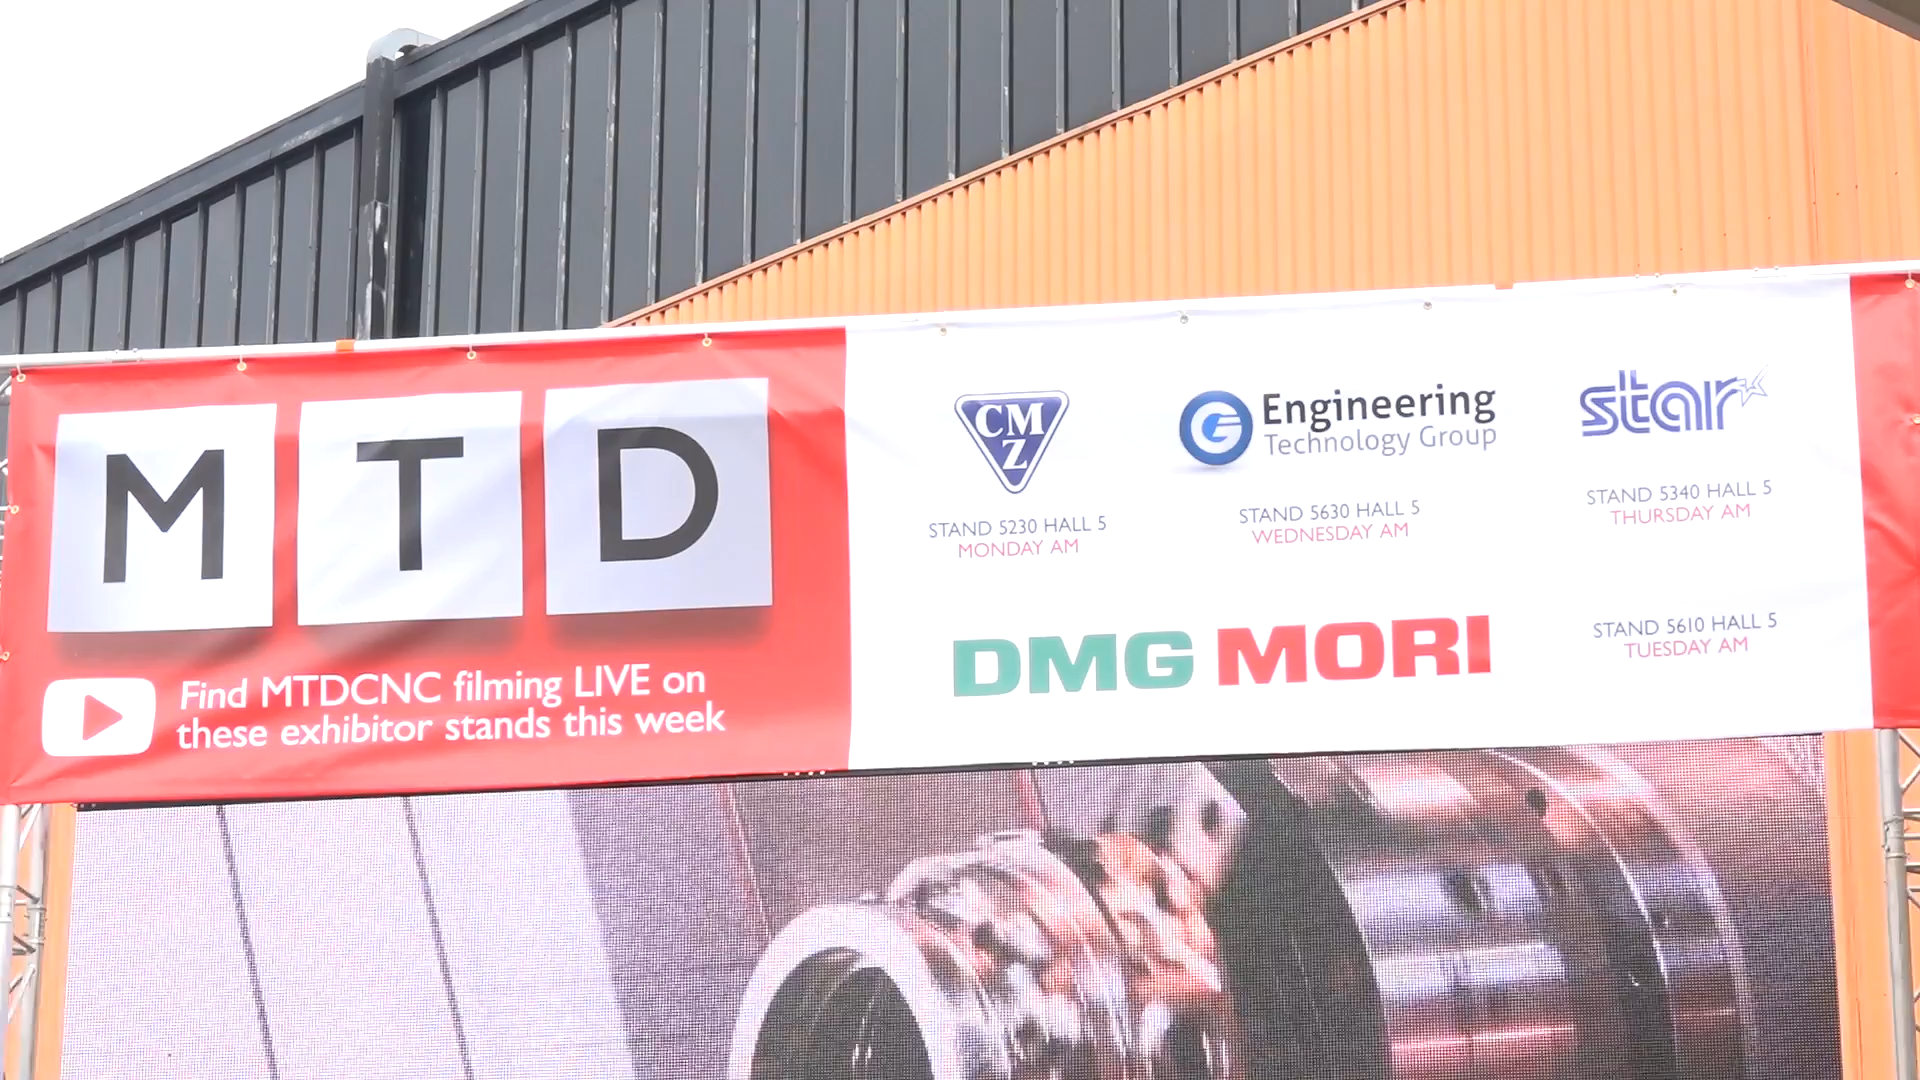 M T D
Find MTDCNC filming LIVE on
these exhibitor stands this week
CM
Z
STAND 5230 HALL 5
MONDAY AM
G Engineering
Technology Group
STAND 5630 HALL 5
WEDNESDAY AM
star
STAND 5340 HALL 5
THURSDAY AM
DMG MORI
STAND 5610 HALL 5
TUESDAY AM